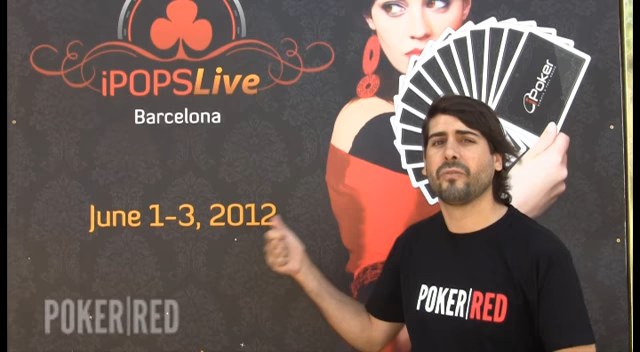 iPOPSLive
Barcelona
iPoker
June 1-3, 2012
POKER|RED
POKER|RED